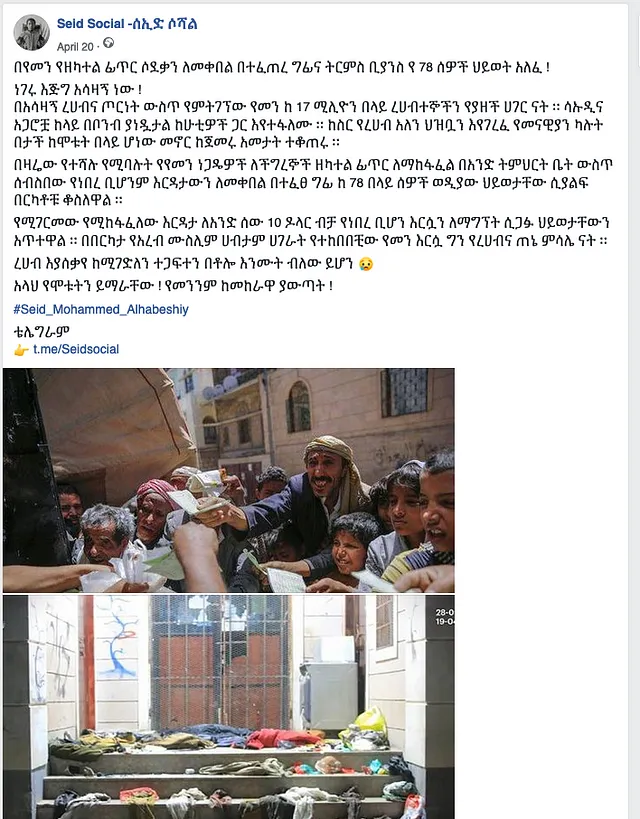 Seid Social -ሰኢድ ሶሻል
April 20 ·
በየመን የዘካተል ፊጥር ሶደቃን ለመቀበል በተፈጠረ ግፊና ትርምስ ቢያንስ የ 78 ሰዎች ህይወት አለፈ !
ነገሩ እጅግ አሳዛኝ ነው !
በአሳዛኝ ረሀብና ጦርነት ውስጥ የምትገኘው የመን ከ 17 ሚሊዮን በላይ ረሀብተኞችን የያዘች ሀገር ናት ። ሳኡዲና
አጋሮቿ ከላይ በቦንብ ያነዷታል ከሁቲዎች ጋር እየተፋለሙ ። ከስር የረሀብ አለን ህዝቧን እየገረፈ የመናዊያን ካሉት
በታች ከሞቱት በላይ ሆነው መኖር ከጀመሩ አመታት ተቆጠሩ ።
በዛሬው የተሻሉ የሚባሉት የየመን ነጋዴዎች ለችግረኞች ዘካተል ፊጥር ለማከፋፈል በአንድ ትምህርት ቤት ውስጥ
ሰብስበው የነበረ ቢሆንም እርዳታውን ለመቀበል በተፈፀ ግፊ ከ 78 በላይ ሰዎች ወዲያው ህይወታቸው ሲያልፍ
በርካቶቹ ቆስለዋል ።
የሚገርመው የሚከፋፈለው እርዳታ ለአንድ ሰው 10 ዶላር ብቻ የነበረ ቢሆን እርሷን ለማግኘት ሲጋፉ ህይወታቸውን
አጥተዋል ። በበርካታ የአረብ ሙስሊም ሀብታም ሀገራት የተከበበቺው የመን እርሷ ግን የረሀብና ጠኔ ምሳሌ ናት ።
ረሀብ እያሰቃየ ከሚገድለን ተጋፍተን በቶሎ እንሙት ብለው ይሆን 😢
አላህ የሞቱትን ይማራቸው ! የመንንም ከመከራዋ ያውጣት !
#Seid_Mohammed_Alhabeshiy
ቴሌግራም
👉 t.me/Seidsocial
28-0
19-04